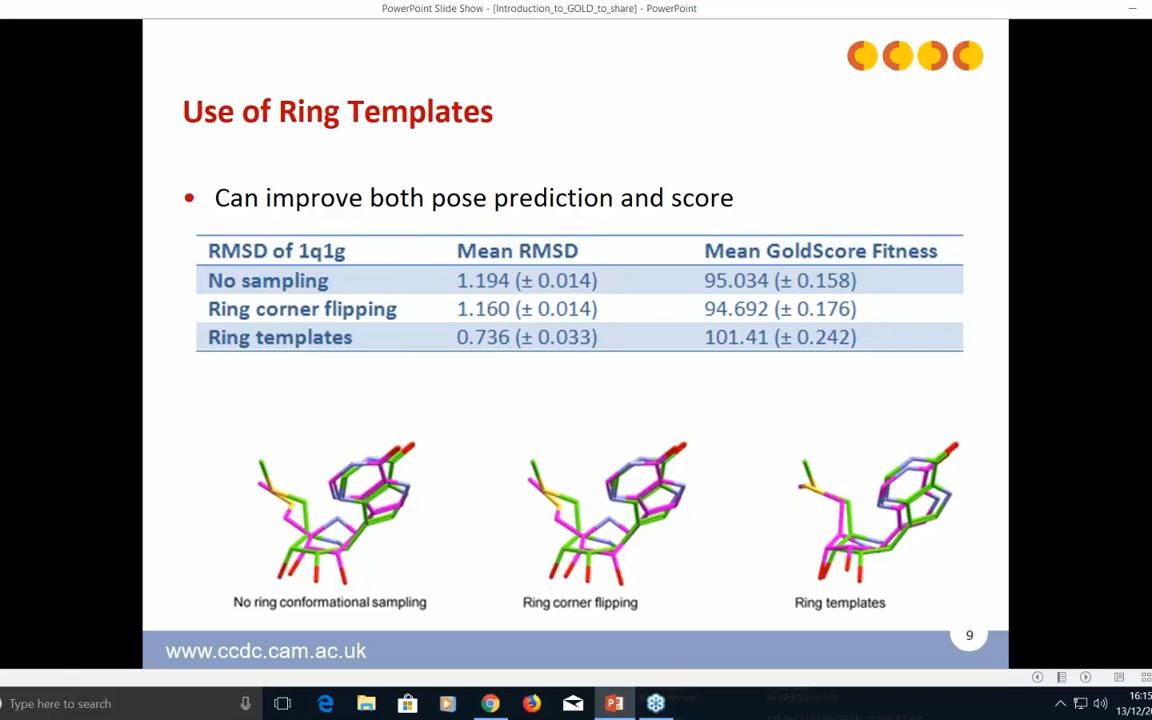 PowerPoint Slide Show - [Introduction_to_GOLD_to_share] - PowerPoint
Use of Ring Templates
• Can improve both pose prediction and score
RMSD of 1q1g Mean RMSD Mean GoldScore Fitness
No sampling 1.194 (± 0.014) 95.034 (± 0.158)
Ring corner flipping 1.160 (± 0.014) 94.692 (± 0.176)
Ring templates 0.736 (± 0.033) 101.41 (± 0.242)
No ring conformational sampling Ring corner flipping Ring templates
9
www.ccdc.cam.ac.uk
Type here to search
16:15
13/12/20